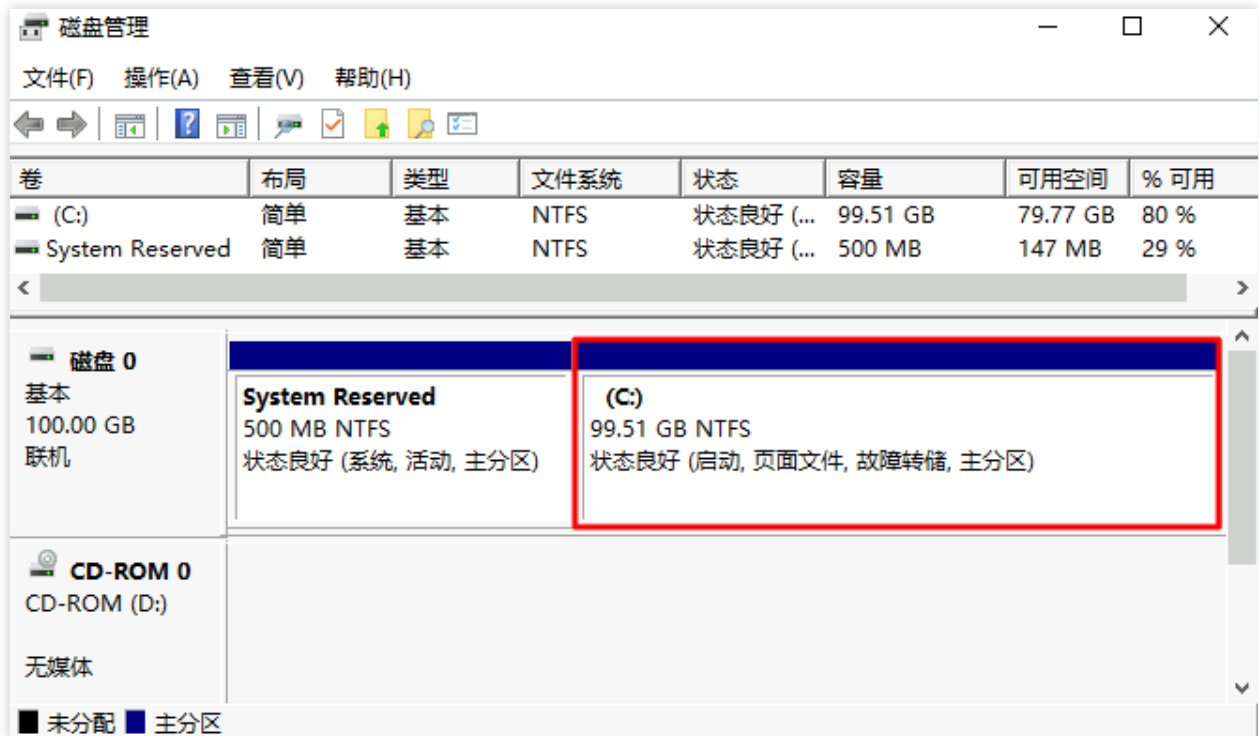 磁盘管理
文件(F) 操作(A) 查看(V) 帮助(H)
卷 布局 类型 文件系统 状态 容量 可用空间 % 可用
(C:) 简单 基本 NTFS 状态良好 (... 99.51 GB 79.77 GB 80 %
System Reserved 简单 基本 NTFS 状态良好 (... 500 MB 147 MB 29 %
磁盘 0
基本
100.00 GB
联机
System Reserved
500 MB NTFS
状态良好 (系统, 活动, 主分区)
(C:)
99.51 GB NTFS
状态良好 (启动, 页面文件, 故障转储, 主分区)
CD-ROM 0
CD-ROM (D:)
无媒体
未分配 主分区